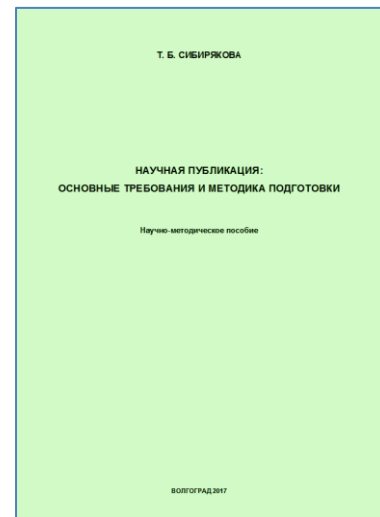 Т. Б. СИБИРЯКОВА
НАУЧНАЯ ПУБЛИКАЦИЯ:
ОСНОВНЫЕ ТРЕБОВАНИЯ И МЕТОДИКА ПОДГОТОВКИ
Научно-методическое пособие
ВОЛГОГРАД 2017